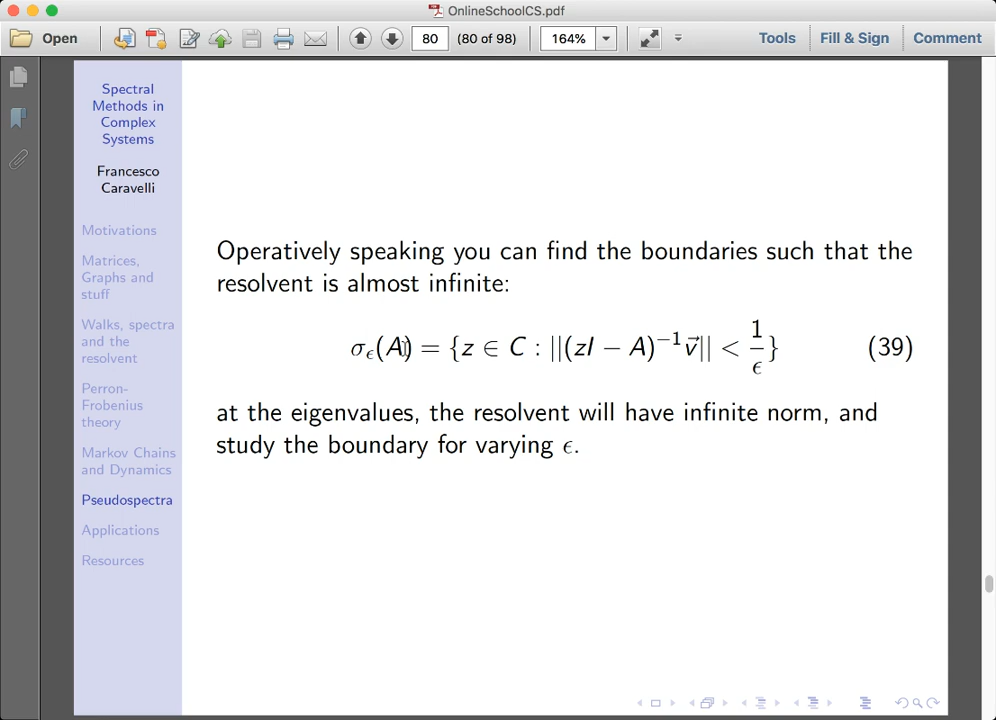 OnlineSchoolCS.pdf
Open
80
(80 of 98)
164%
Tools
Fill & Sign
Comment
Spectral
Methods in
Complex
Systems
Francesco
Caravelli
Motivations
Matrices,
Graphs and
stuff
Walks, spectra
and the
resolvent
Perron-
Frobenius
theory
Markov Chains
and Dynamics
Pseudospectra
Applications
Resources
Operatively speaking you can find the boundaries such that the
resolvent is almost infinite:
σ_ϵ(A) = {z ∈ C : ||(zI − A)⁻¹v⃗|| < 1/ϵ} (39)
at the eigenvalues, the resolvent will have infinite norm, and
study the boundary for varying ϵ.